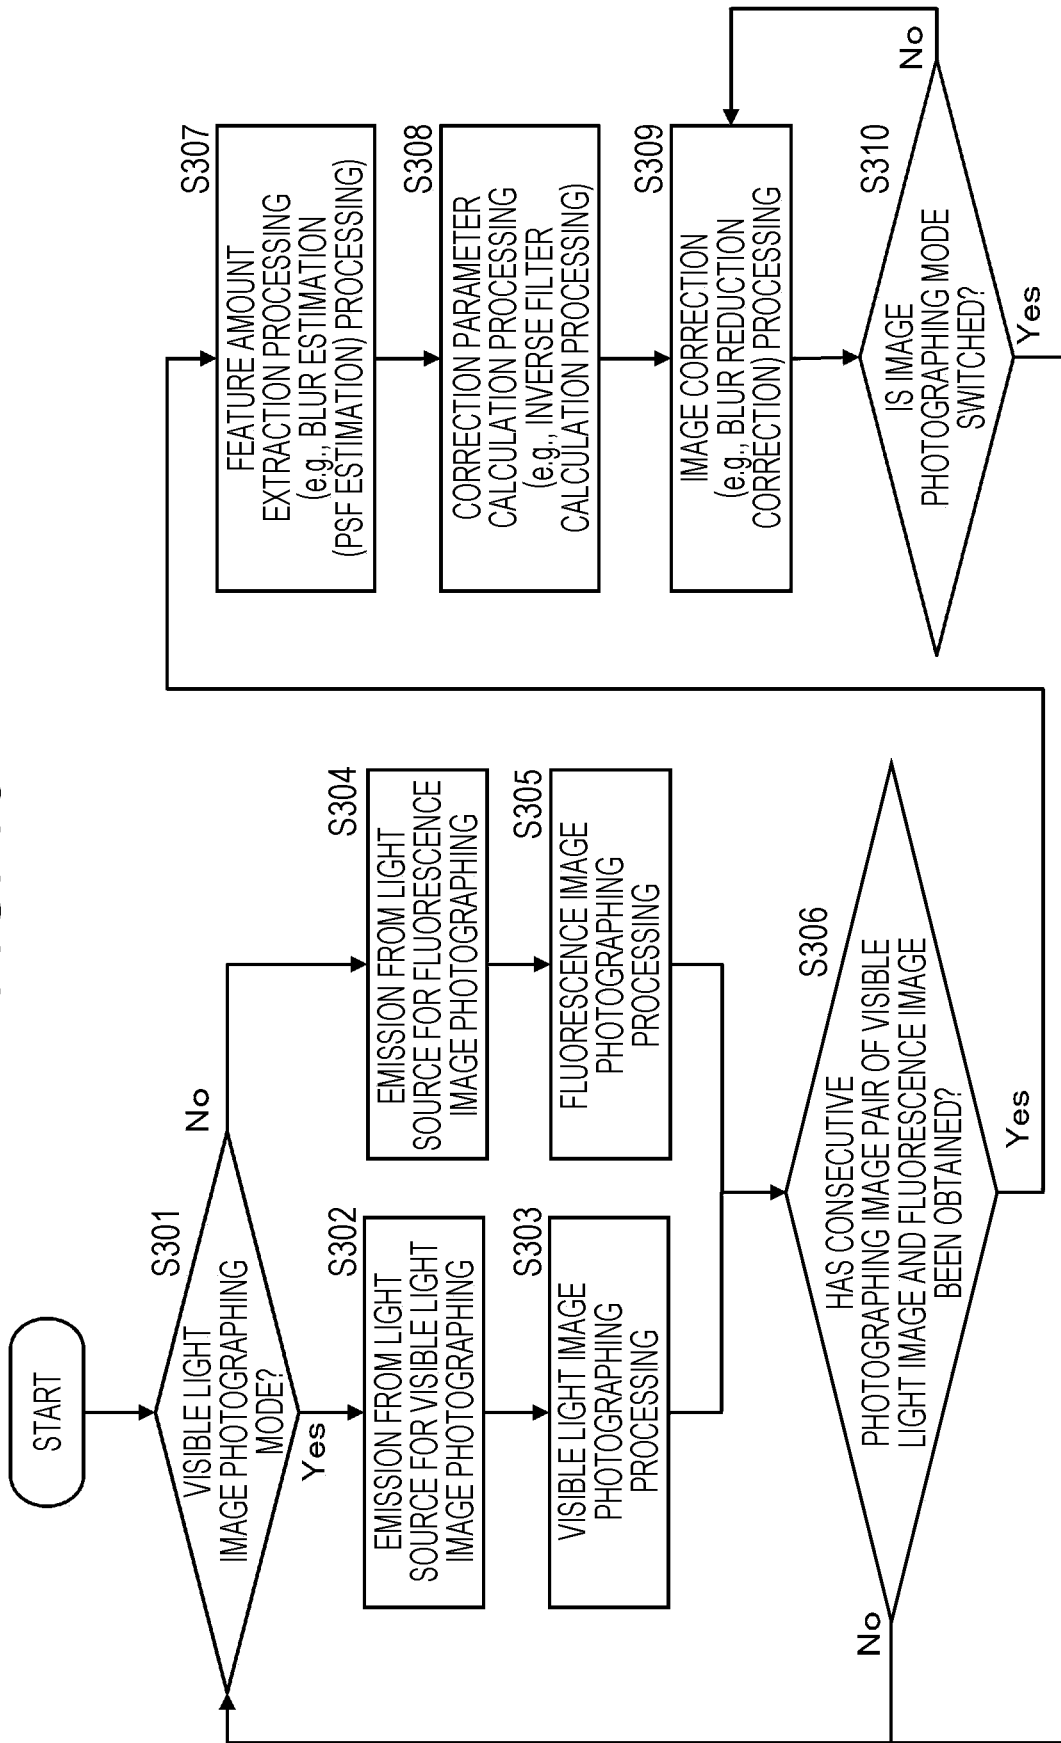 START
S301
VISIBLE LIGHT
IMAGE PHOTOGRAPHING
MODE?
No
Yes
S302
EMISSION FROM LIGHT
SOURCE FOR VISIBLE LIGHT
IMAGE PHOTOGRAPHING
S303
VISIBLE LIGHT IMAGE
PHOTOGRAPHING
PROCESSING
S304
EMISSION FROM LIGHT
SOURCE FOR FLUORESCENCE
IMAGE PHOTOGRAPHING
S305
FLUORESCENCE IMAGE
PHOTOGRAPHING
PROCESSING
S306
HAS CONSECUTIVE
PHOTOGRAPHING IMAGE PAIR OF VISIBLE
LIGHT IMAGE AND FLUORESCENCE IMAGE
BEEN OBTAINED?
No
Yes
S307
FEATURE AMOUNT
EXTRACTION PROCESSING
(e.g., BLUR ESTIMATION
(PSF ESTIMATION) PROCESSING)
S308
CORRECTION PARAMETER
CALCULATION PROCESSING
(e.g., INVERSE FILTER
CALCULATION PROCESSING)
S309
IMAGE CORRECTION
(e.g., BLUR REDUCTION
CORRECTION) PROCESSING
S310
IS IMAGE
PHOTOGRAPHING MODE
SWITCHED?
No
Yes